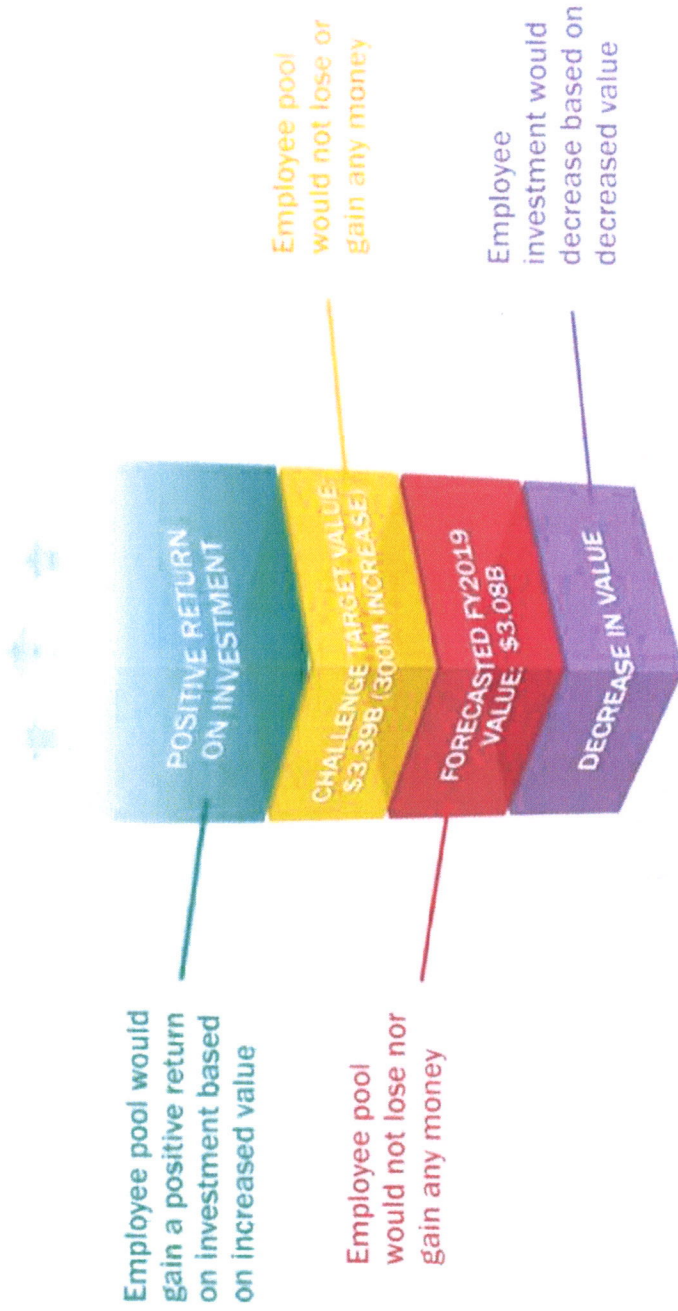 Employee pool would
gain a positive return
on investment based
on increased value
POSITIVE RETURN
ON INVESTMENT
Employee pool
would not lose or
gain any money
CHALLENGE TARGET VALUE:
$3.39B (300M INCREASE)
Employee pool
would not lose nor
gain any money
FORECASTED FY2019
VALUE: $3.08B
Employee
investment would
decrease based on
decreased value
DECREASE IN VALUE